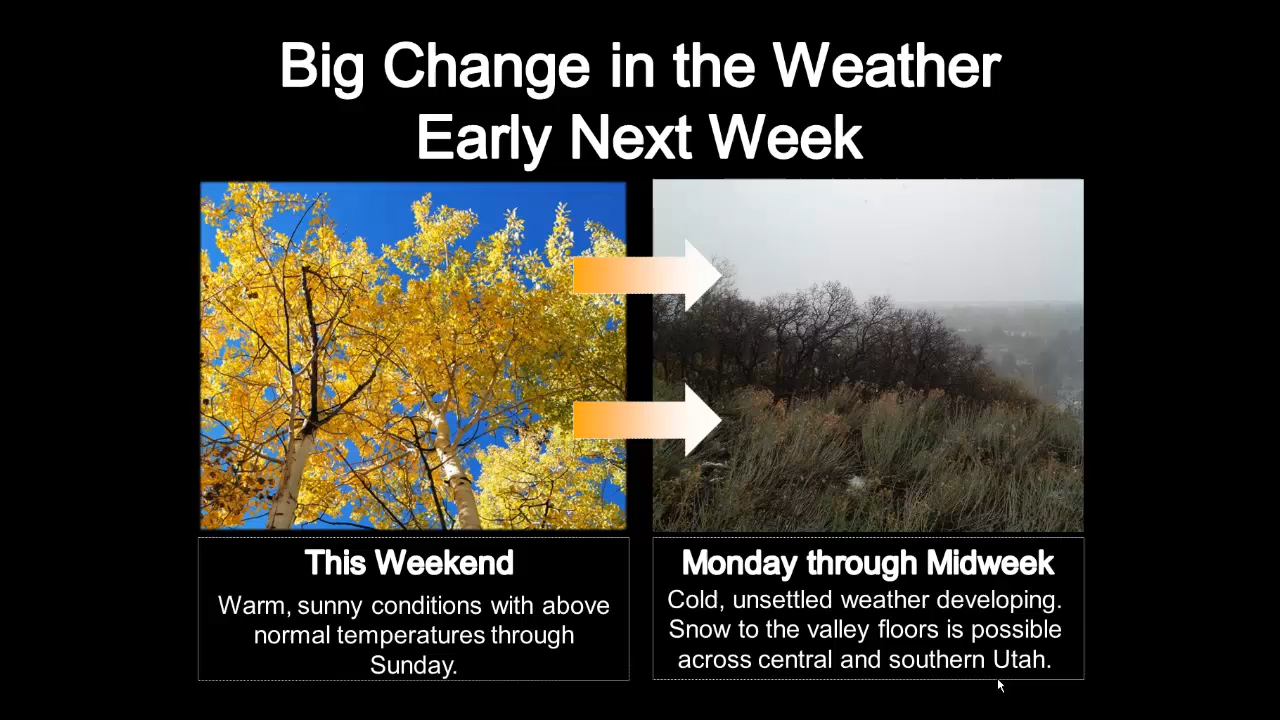 Big Change in the Weather
Early Next Week
This Weekend
Warm, sunny conditions with above
normal temperatures through
Sunday.
Monday through Midweek
Cold, unsettled weather developing.
Snow to the valley floors is possible
across central and southern Utah.